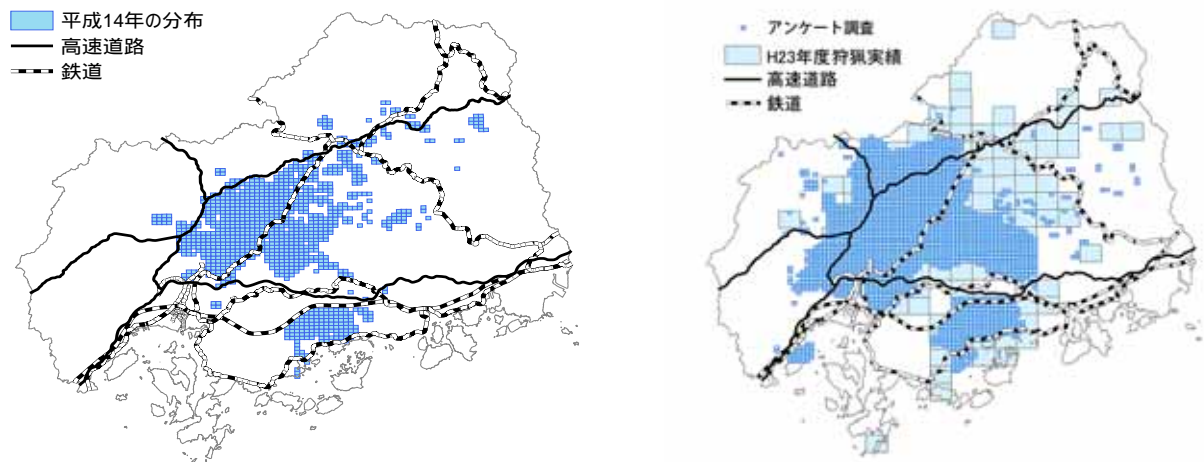 平成14年の分布
高速道路
鉄道
アンケート調査
H23年度狩猟実績
高速道路
鉄道